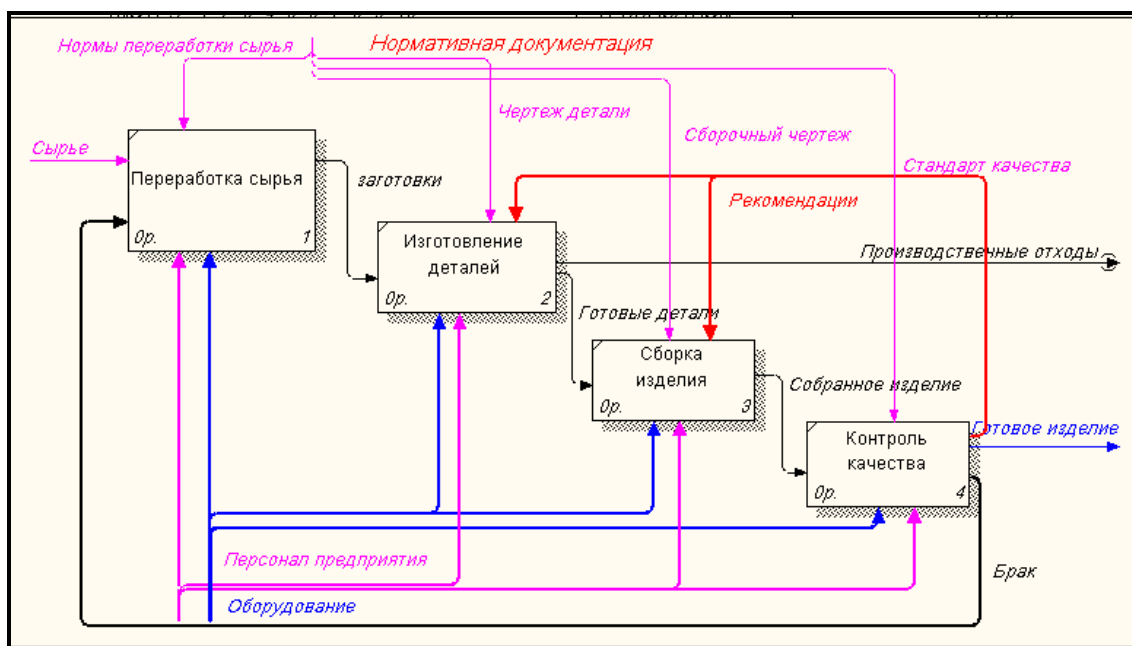 Нормы переработки сырья
Нормативная документация
Чертеж детали
Сборочный чертеж
Сырье
Стандарт качества
Переработка сырья
заготовки
Рекомендации
0р.
1
Изготовление
деталей
Производственные отходы
0р.
2
Готовые детали
Сборка
изделия
Собранное изделие
0р.
3
Готовое изделие
Контроль
качества
0р.
4
Персонал предприятия
Брак
Оборудование